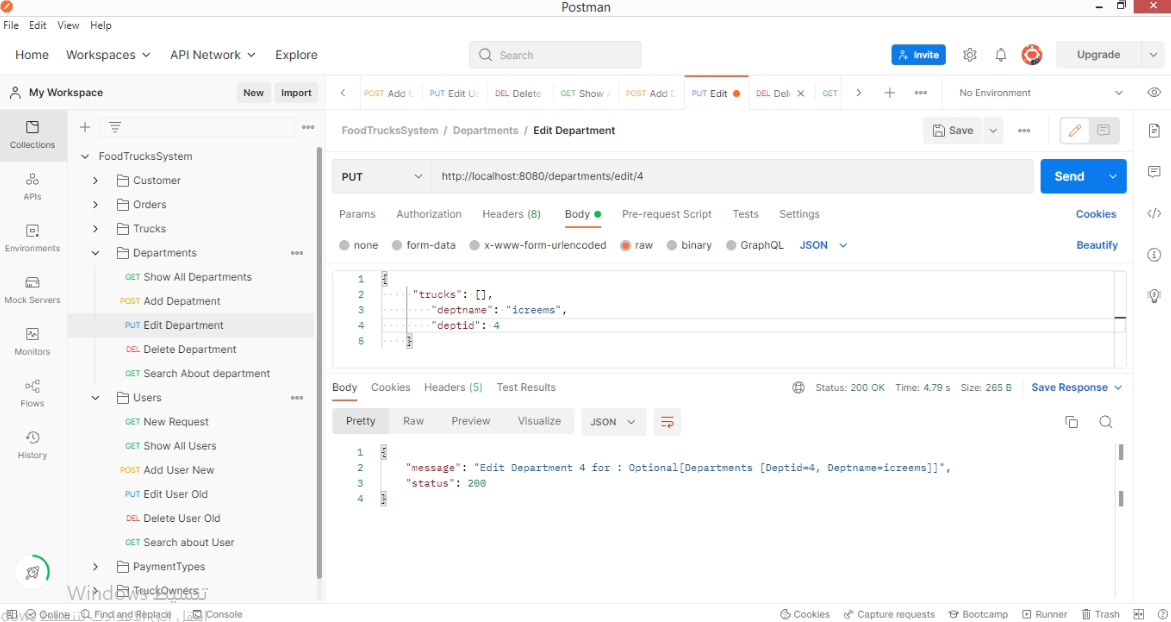 Postman
File Edit View Help
Home Workspaces API Network Explore Search Invite Upgrade
My Workspace New Import POST Add PUT Edit Us DEL Delete GET Show POST Add PUT Edit DEL Del GET No Environment
Collections
APIs
Environments
Mock Servers
Monitors
Flows
History
FoodTrucksSystem
Customer
Orders
Trucks
Departments
GET Show All Departments
POST Add Depatment
PUT Edit Department
DEL Delete Department
GET Search About department
Users
GET New Request
GET Show All Users
POST Add User New
PUT Edit User Old
DEL Delete User Old
GET Search about User
PaymentTypes
TruckOwners
FoodTrucksSystem / Departments / Edit Department Save
PUT http://localhost:8080/departments/edit/4 Send
Params Authorization Headers (8) Body Pre-request Script Tests Settings Cookies
none form-data x-www-form-urlencoded raw binary GraphQL JSON Beautify
1 {
2 "trucks": [],
3 "deptname": "icreems",
4 "deptid": 4
5 }
Body Cookies Headers (5) Test Results Status: 200 OK Time: 4.79 s Size: 265 B Save Response
Pretty Raw Preview Visualize JSON
1 {
2 "message": "Edit Department 4 for : Optional[Departments [Deptid=4, Deptname=icreems]]",
3 "status": 200
4 }
تنشيط Windows
Online Find and Replace Console Cookies Capture requests Bootcamp Runner Trash